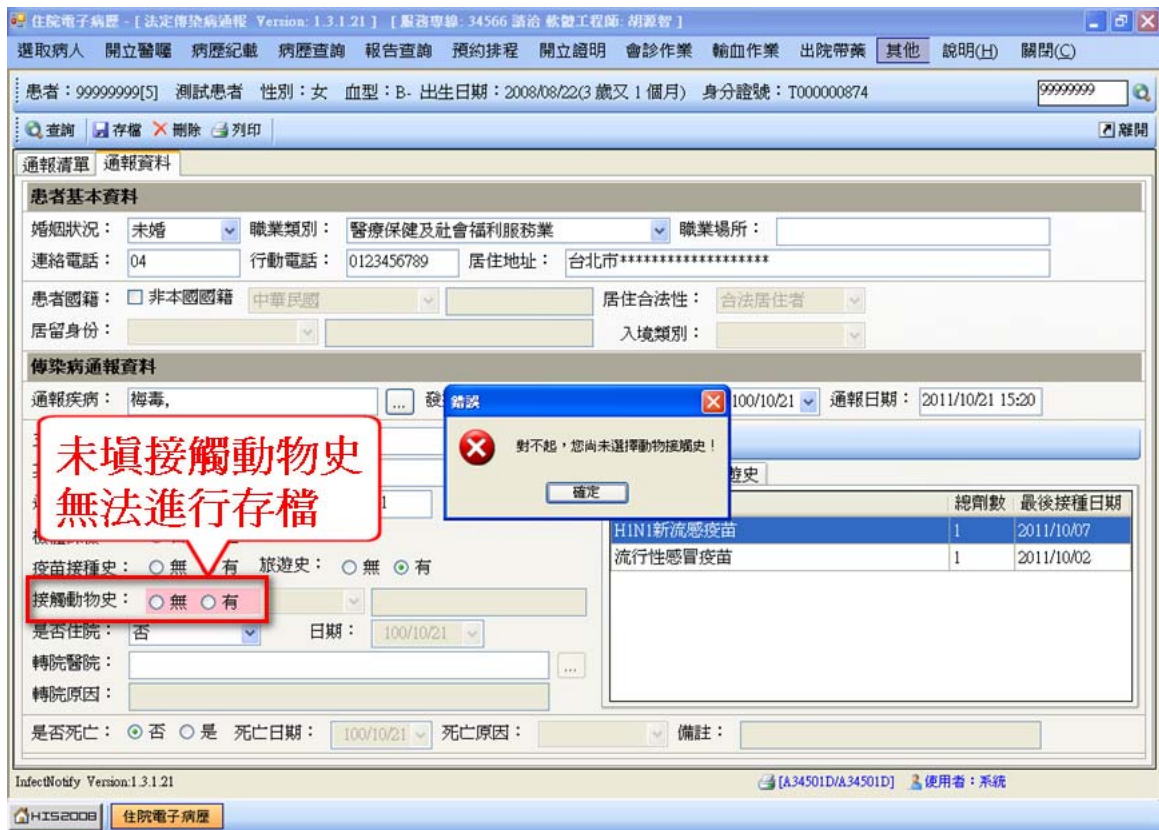 住院電子病歷 - [ 法定傳染病通報 Version: 1.3.1.21 ] [ 服務專線: 34566 請洽 軟體工程師: 胡源智 ]
選取病人 開立醫囑 病歷紀載 病歷查詢 報告查詢 預約排程 開立證明 會診作業 輸血作業 出院帶藥 其他 說明(H) 關閉(C)
患者：99999999[5] 測試患者 性別：女 血型：B- 出生日期：2008/08/22(3 歲又 1 個月) 身分證號：T000000874 9999999
查詢 存檔 刪除 列印 離開
通報清單 通報資料
患者基本資料
婚姻狀況： 未婚 職業類別： 醫療保健及社會福利服務業 職業場所：
連絡電話： 04 行動電話： 0123456789 居住地址： 台北市*******************
患者國籍： 非本國國籍 中華民國 居住合法性： 合法居住者
居留身份： 入境類別：
傳染病通報資料
通報疾病： 梅毒, ... 發 100/10/21 通報日期： 2011/10/21 15:20
錯誤
對不起，您尚未選擇動物接觸史！
確定
未填接觸動物史
無法進行存檔
遊史
總劑數 最後接種日期
H1N1新流感疫苗 1 2011/10/07
流行性感冒疫苗 1 2011/10/02
疫苗接種史： 無 有 旅遊史： 無 有
接觸動物史： 無 有
是否住院： 否 日期： 100/10/21
轉院醫院： ...
轉院原因：
是否死亡： 否 是 死亡日期： 100/10/21 死亡原因： 備註：
InfectNotify Version:1.3.1.21 [A34501D/A34501D] 使用者：系統
HIS2008 住院電子病歷